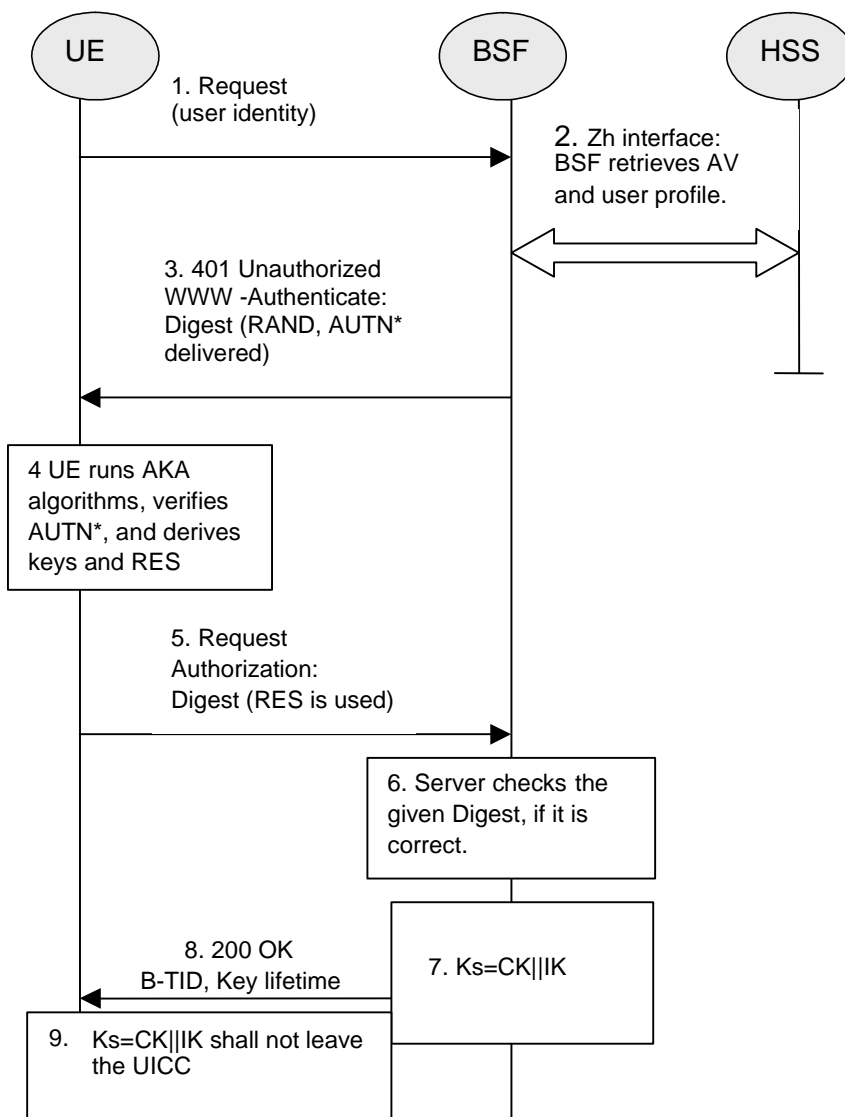 UE
BSF
HSS
1. Request
(user identity)
2. Zh interface:
BSF retrieves AV
and user profile.
3. 401 Unauthorized
WWW -Authenticate:
Digest (RAND, AUTN*
delivered)
4 UE runs AKA
algorithms, verifies
AUTN*, and derives
keys and RES
5. Request
Authorization:
Digest (RES is used)
6. Server checks the
given Digest, if it is
correct.
7. Ks=CK||IK
8. 200 OK
B-TID, Key lifetime
9. Ks=CK||IK shall not leave
the UICC